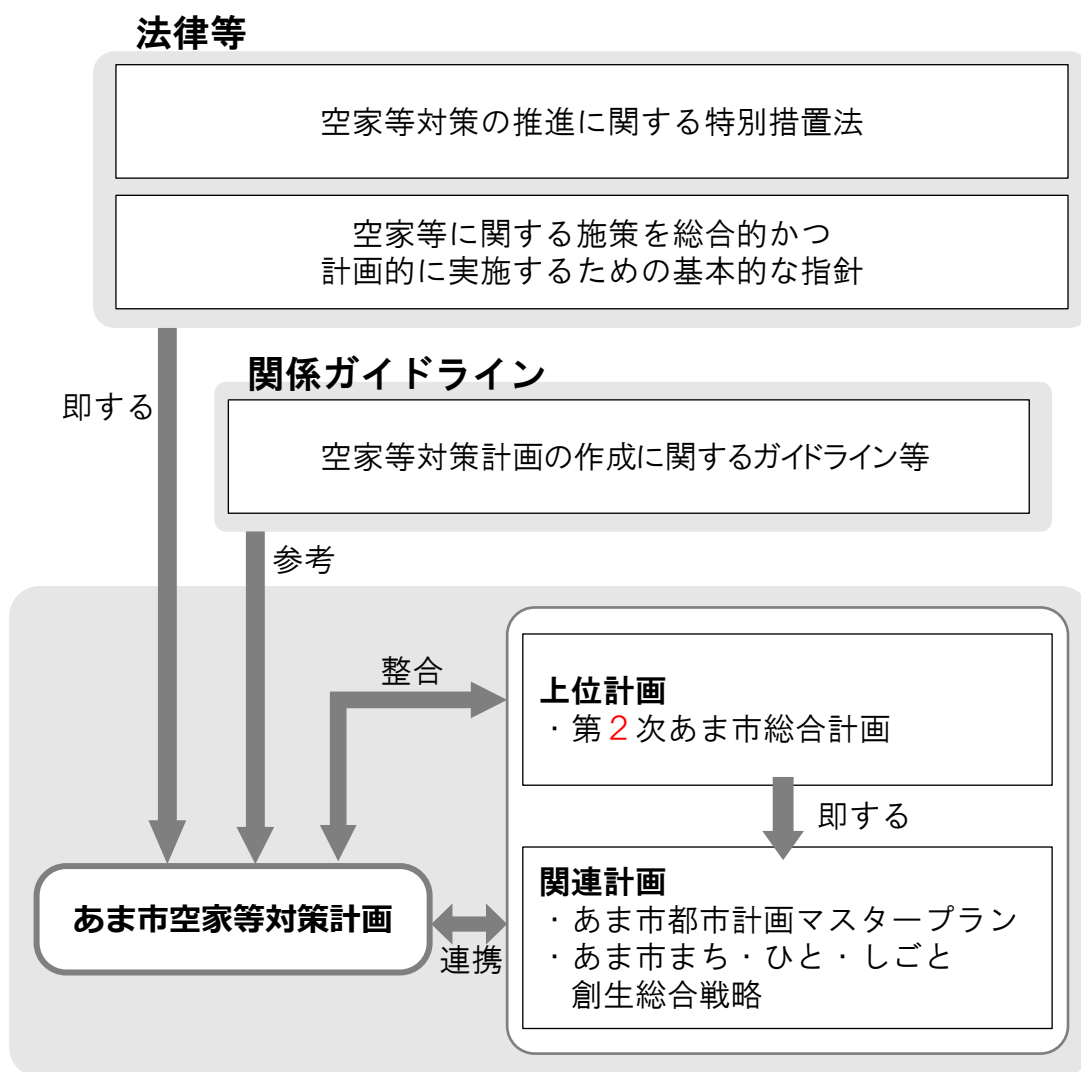 法律等
空家等対策の推進に関する特別措置法
空家等に関する施策を総合的かつ
計画的に実施するための基本的な指針
即する
関係ガイドライン
空家等対策計画の作成に関するガイドライン等
参考
整合
上位計画
・第２次あま市総合計画
即する
あま市空家等対策計画
連携
関連計画
・あま市都市計画マスタープラン
・あま市まち・ひと・しごと
創生総合戦略